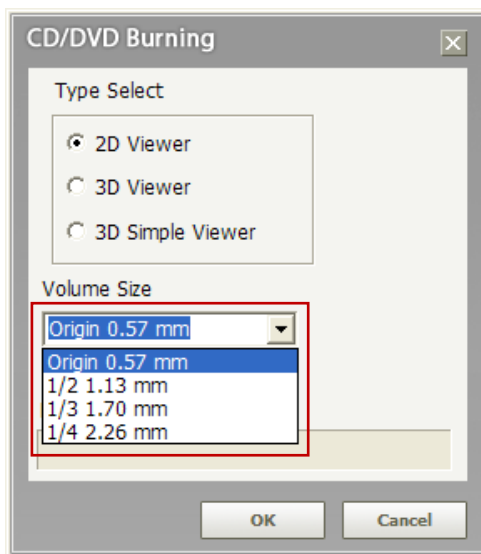 CD/DVD Burning
Type Select
2D Viewer
3D Viewer
3D Simple Viewer
Volume Size
Origin 0.57 mm
Origin 0.57 mm
1/2 1.13 mm
1/3 1.70 mm
1/4 2.26 mm
OK Cancel